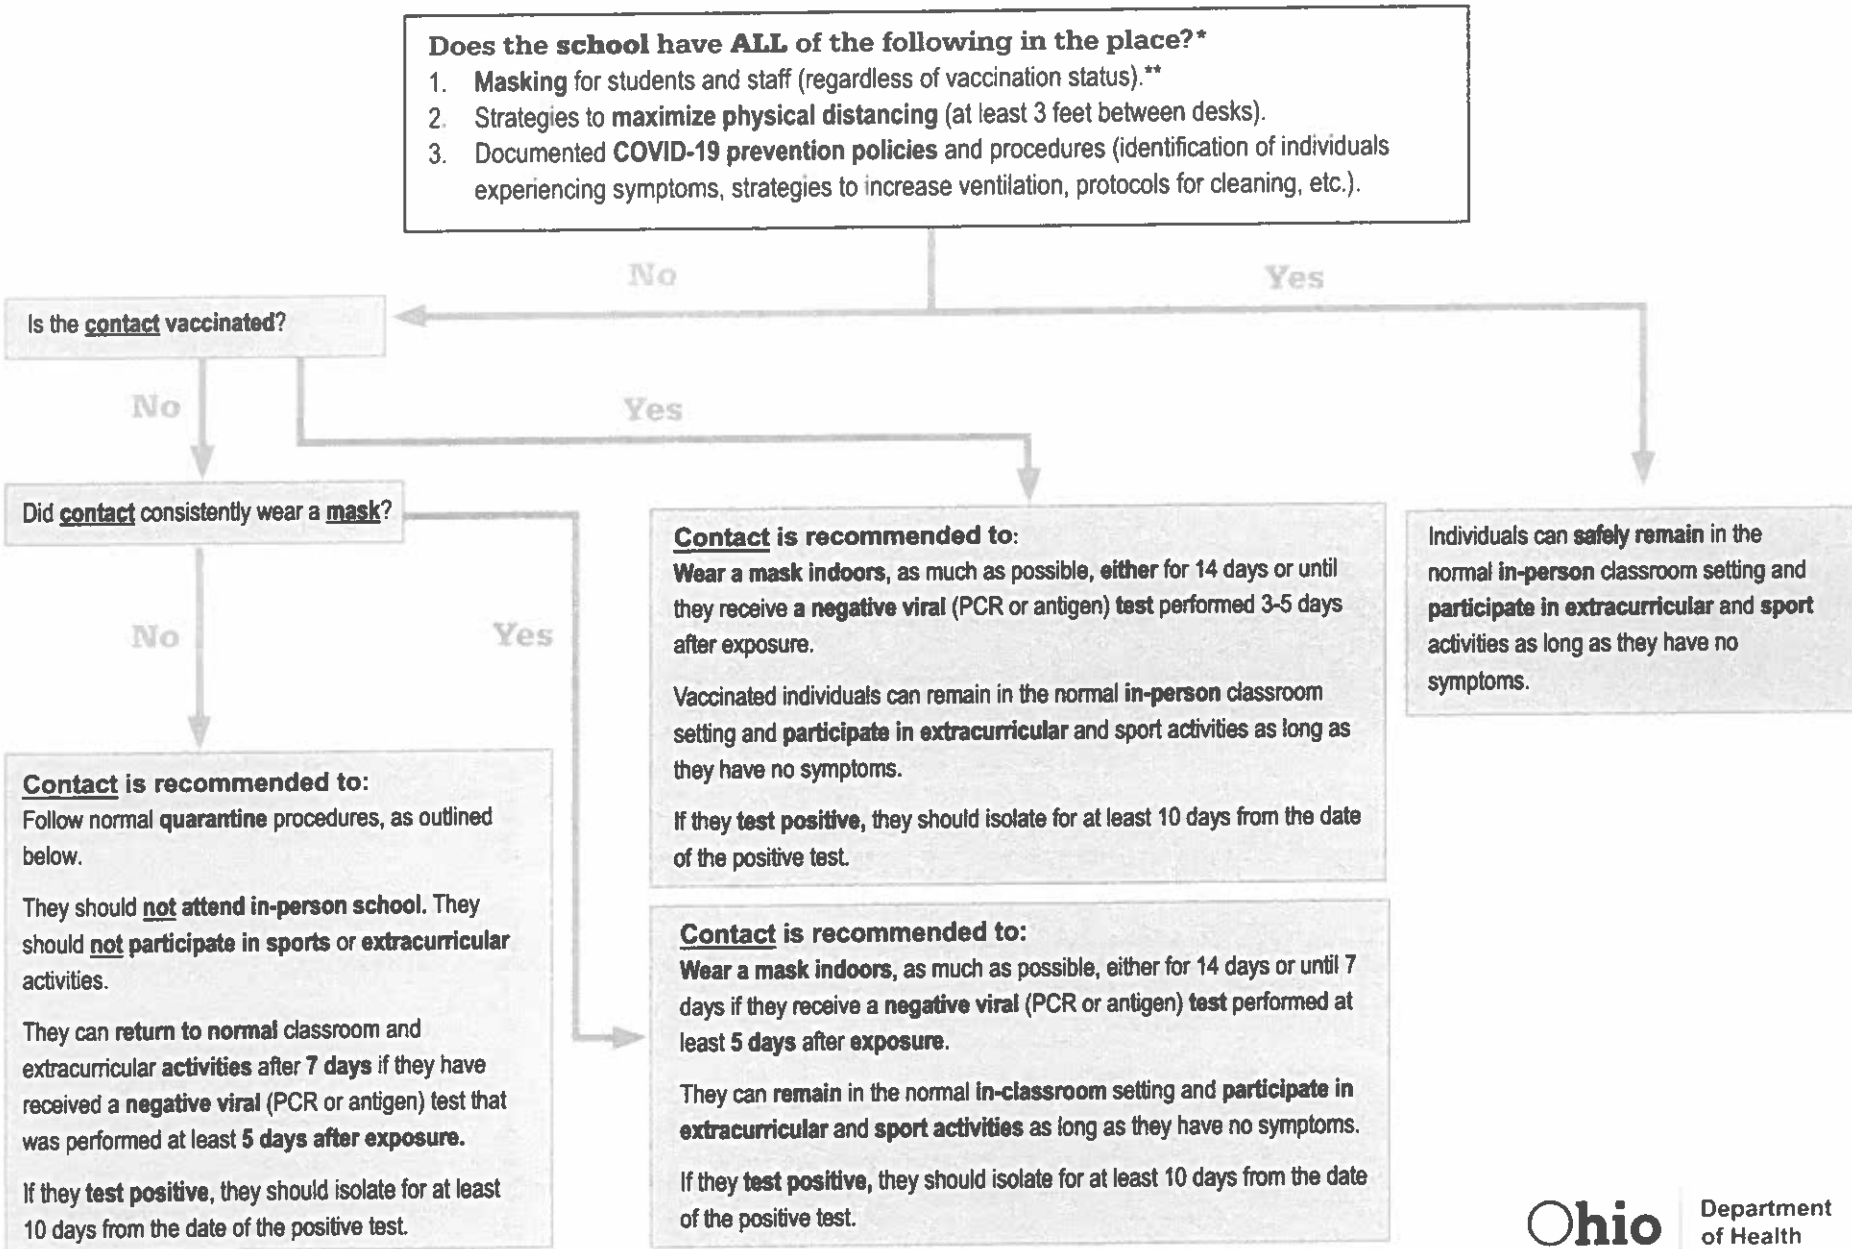 Does the school have ALL of the following in the place?*
1. Masking for students and staff (regardless of vaccination status).**
2. Strategies to maximize physical distancing (at least 3 feet between desks).
3. Documented COVID-19 prevention policies and procedures (identification of individuals
experiencing symptoms, strategies to increase ventilation, protocols for cleaning, etc.).
No
Yes
Is the contact vaccinated?
No
Yes
Did contact consistently wear a mask?
No
Yes
Contact is recommended to:
Wear a mask indoors, as much as possible, either for 14 days or until
they receive a negative viral (PCR or antigen) test performed 3-5 days
after exposure.
Vaccinated individuals can remain in the normal in-person classroom
setting and participate in extracurricular and sport activities as long as
they have no symptoms.
If they test positive, they should isolate for at least 10 days from the date
of the positive test.
Individuals can safely remain in the
normal in-person classroom setting and
participate in extracurricular and sport
activities as long as they have no
symptoms.
Contact is recommended to:
Follow normal quarantine procedures, as outlined
below.
They should not attend in-person school. They
should not participate in sports or extracurricular
activities.
They can return to normal classroom and
extracurricular activities after 7 days if they have
received a negative viral (PCR or antigen) test that
was performed at least 5 days after exposure.
If they test positive, they should isolate for at least
10 days from the date of the positive test.
Contact is recommended to:
Wear a mask indoors, as much as possible, either for 14 days or until 7
days if they receive a negative viral (PCR or antigen) test performed at
least 5 days after exposure.
They can remain in the normal in-classroom setting and participate in
extracurricular and sport activities as long as they have no symptoms.
If they test positive, they should isolate for at least 10 days from the date
of the positive test.
Ohio
Department
of Health